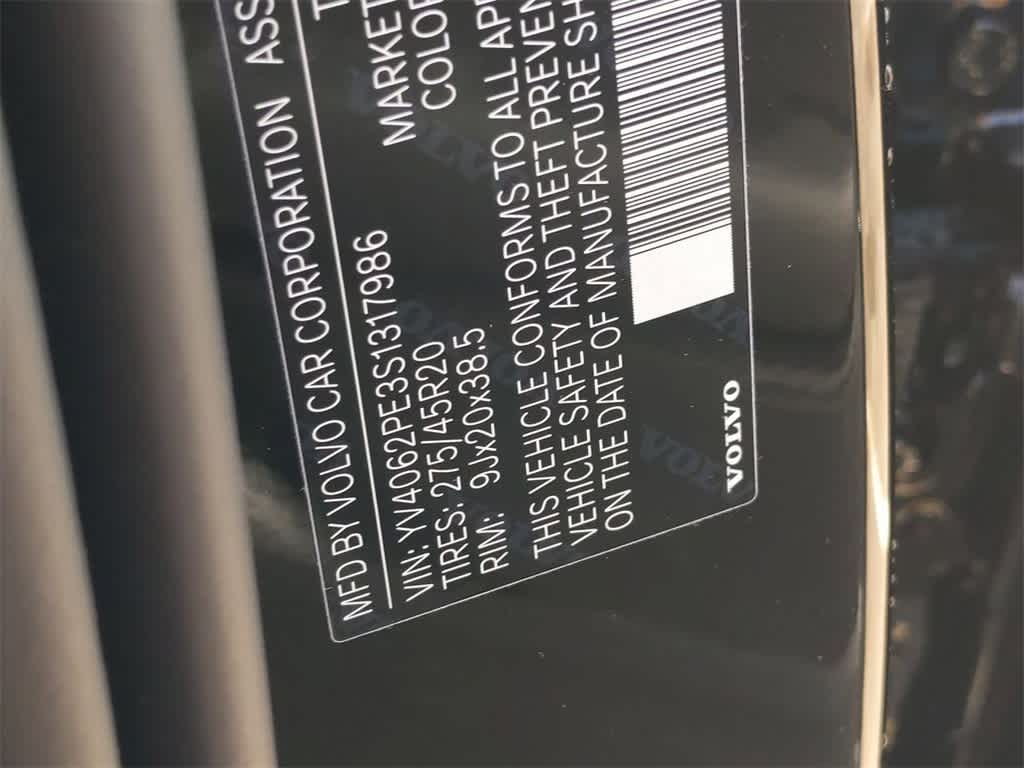 MFD BY VOLVO CAR CORPORATION ASS
VIN: YV4062PE3S1317986 MARKET
TIRES: 275/45R20 COLOR
RIM: 9Jx20x38.5
THIS VEHICLE CONFORMS TO ALL APP
VEHICLE SAFETY AND THEFT PREVEN
ON THE DATE OF MANUFACTURE SH
VOLVO